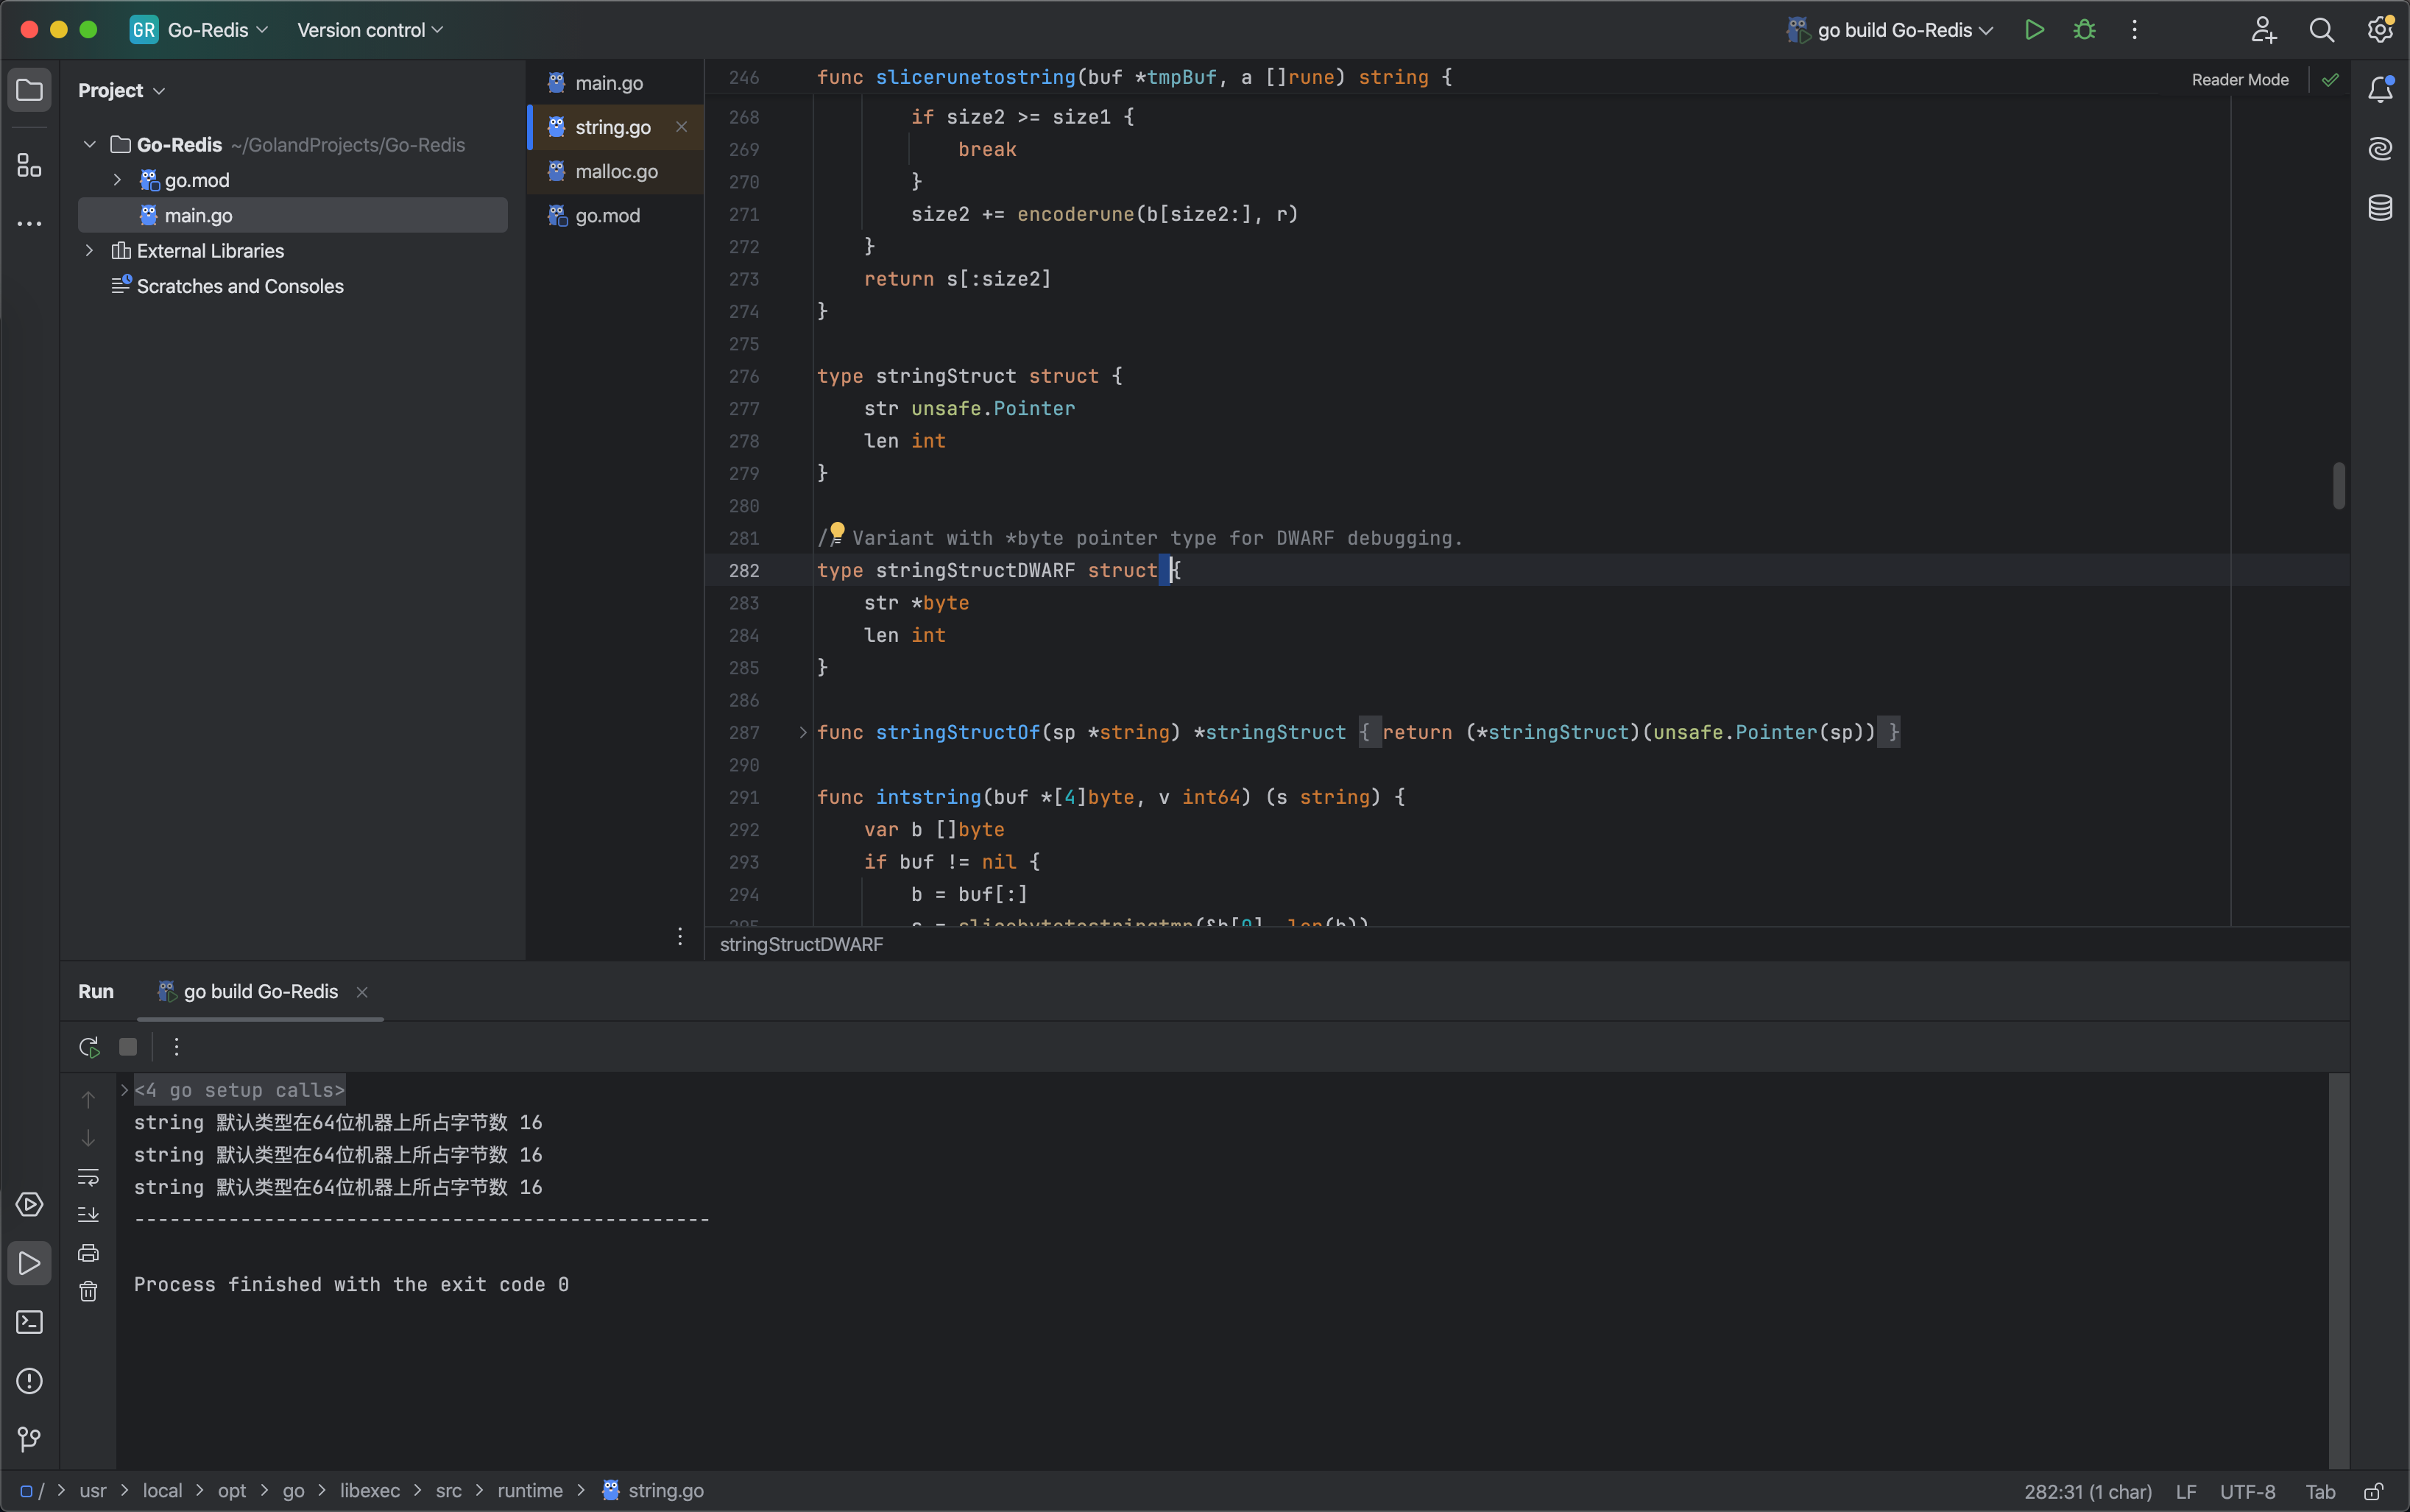 GR Go-Redis Version control go build Go-Redis
Project
Go-Redis ~/GolandProjects/Go-Redis
go.mod
main.go
External Libraries
Scratches and Consoles
main.go
string.go
malloc.go
go.mod
Reader Mode
246 func slicerunetostring(buf *tmpBuf, a []rune) string {
268 if size2 >= size1 {
269 break
270 }
271 size2 += encoderune(b[size2:], r)
272 }
273 return s[:size2]
274 }
275
276 type stringStruct struct {
277 str unsafe.Pointer
278 len int
279 }
280
281 // Variant with *byte pointer type for DWARF debugging.
282 type stringStructDWARF struct {
283 str *byte
284 len int
285 }
286
287 func stringStructOf(sp *string) *stringStruct { return (*stringStruct)(unsafe.Pointer(sp)) }
290
291 func intstring(buf *[4]byte, v int64) (s string) {
292 var b []byte
293 if buf != nil {
294 b = buf[:]
295 s = slicebytetostringtmp(&b[0], len(b))
stringStructDWARF
Run go build Go-Redis
<4 go setup calls>
string 默认类型在64位机器上所占字节数 16
string 默认类型在64位机器上所占字节数 16
string 默认类型在64位机器上所占字节数 16
-------------------------------------------------
Process finished with the exit code 0
/ > usr > local > opt > go > libexec > src > runtime > string.go
282:31 (1 char) LF UTF-8 Tab